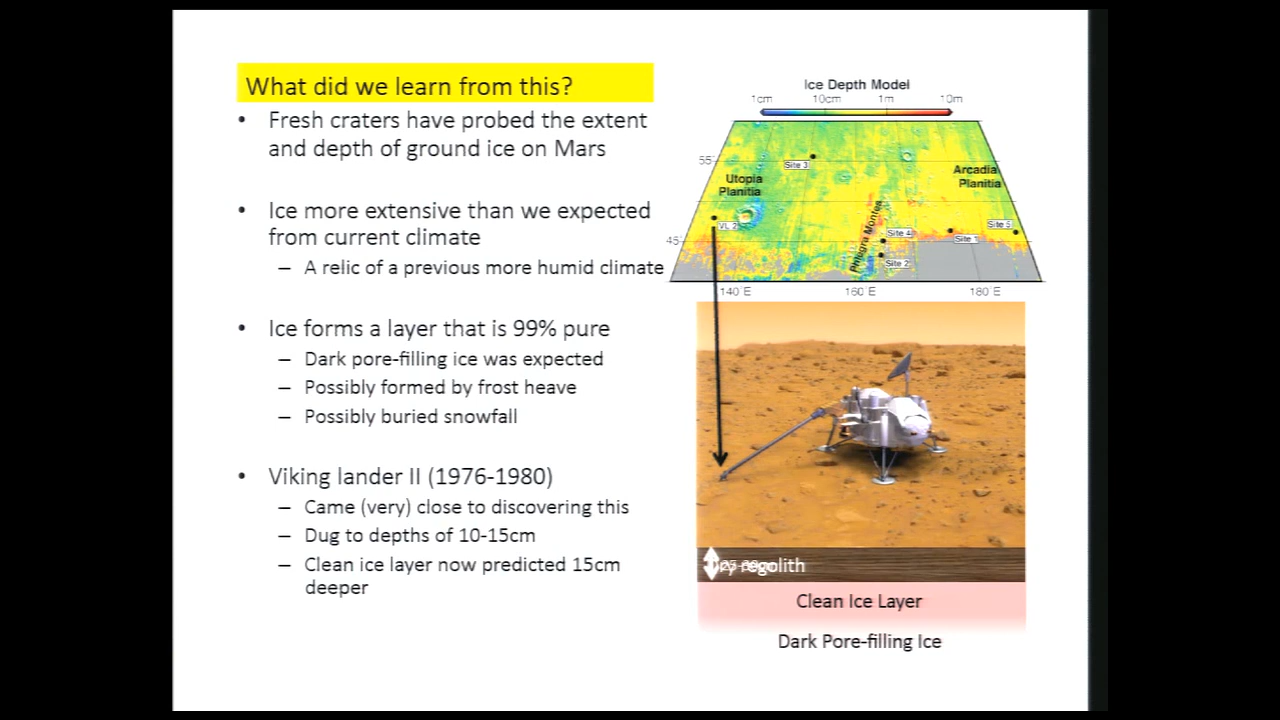 What did we learn from this?
• Fresh craters have probed the extent
and depth of ground ice on Mars
• Ice more extensive than we expected
from current climate
– A relic of a previous more humid climate
• Ice forms a layer that is 99% pure
– Dark pore-filling ice was expected
– Possibly formed by frost heave
– Possibly buried snowfall
• Viking lander II (1976-1980)
– Came (very) close to discovering this
– Dug to depths of 10-15cm
– Clean ice layer now predicted 15cm
deeper
Ice Depth Model
1cm 10cm 1m 10m
55°
Site 3
Utopia
Planitia
Arcadia
Planitia
VL 2
Phlegra Montes
Site 4
Site 5
Site 1
45°
Site 2
140°E 160°E 180°E
regolith
Clean Ice Layer
Dark Pore-filling Ice